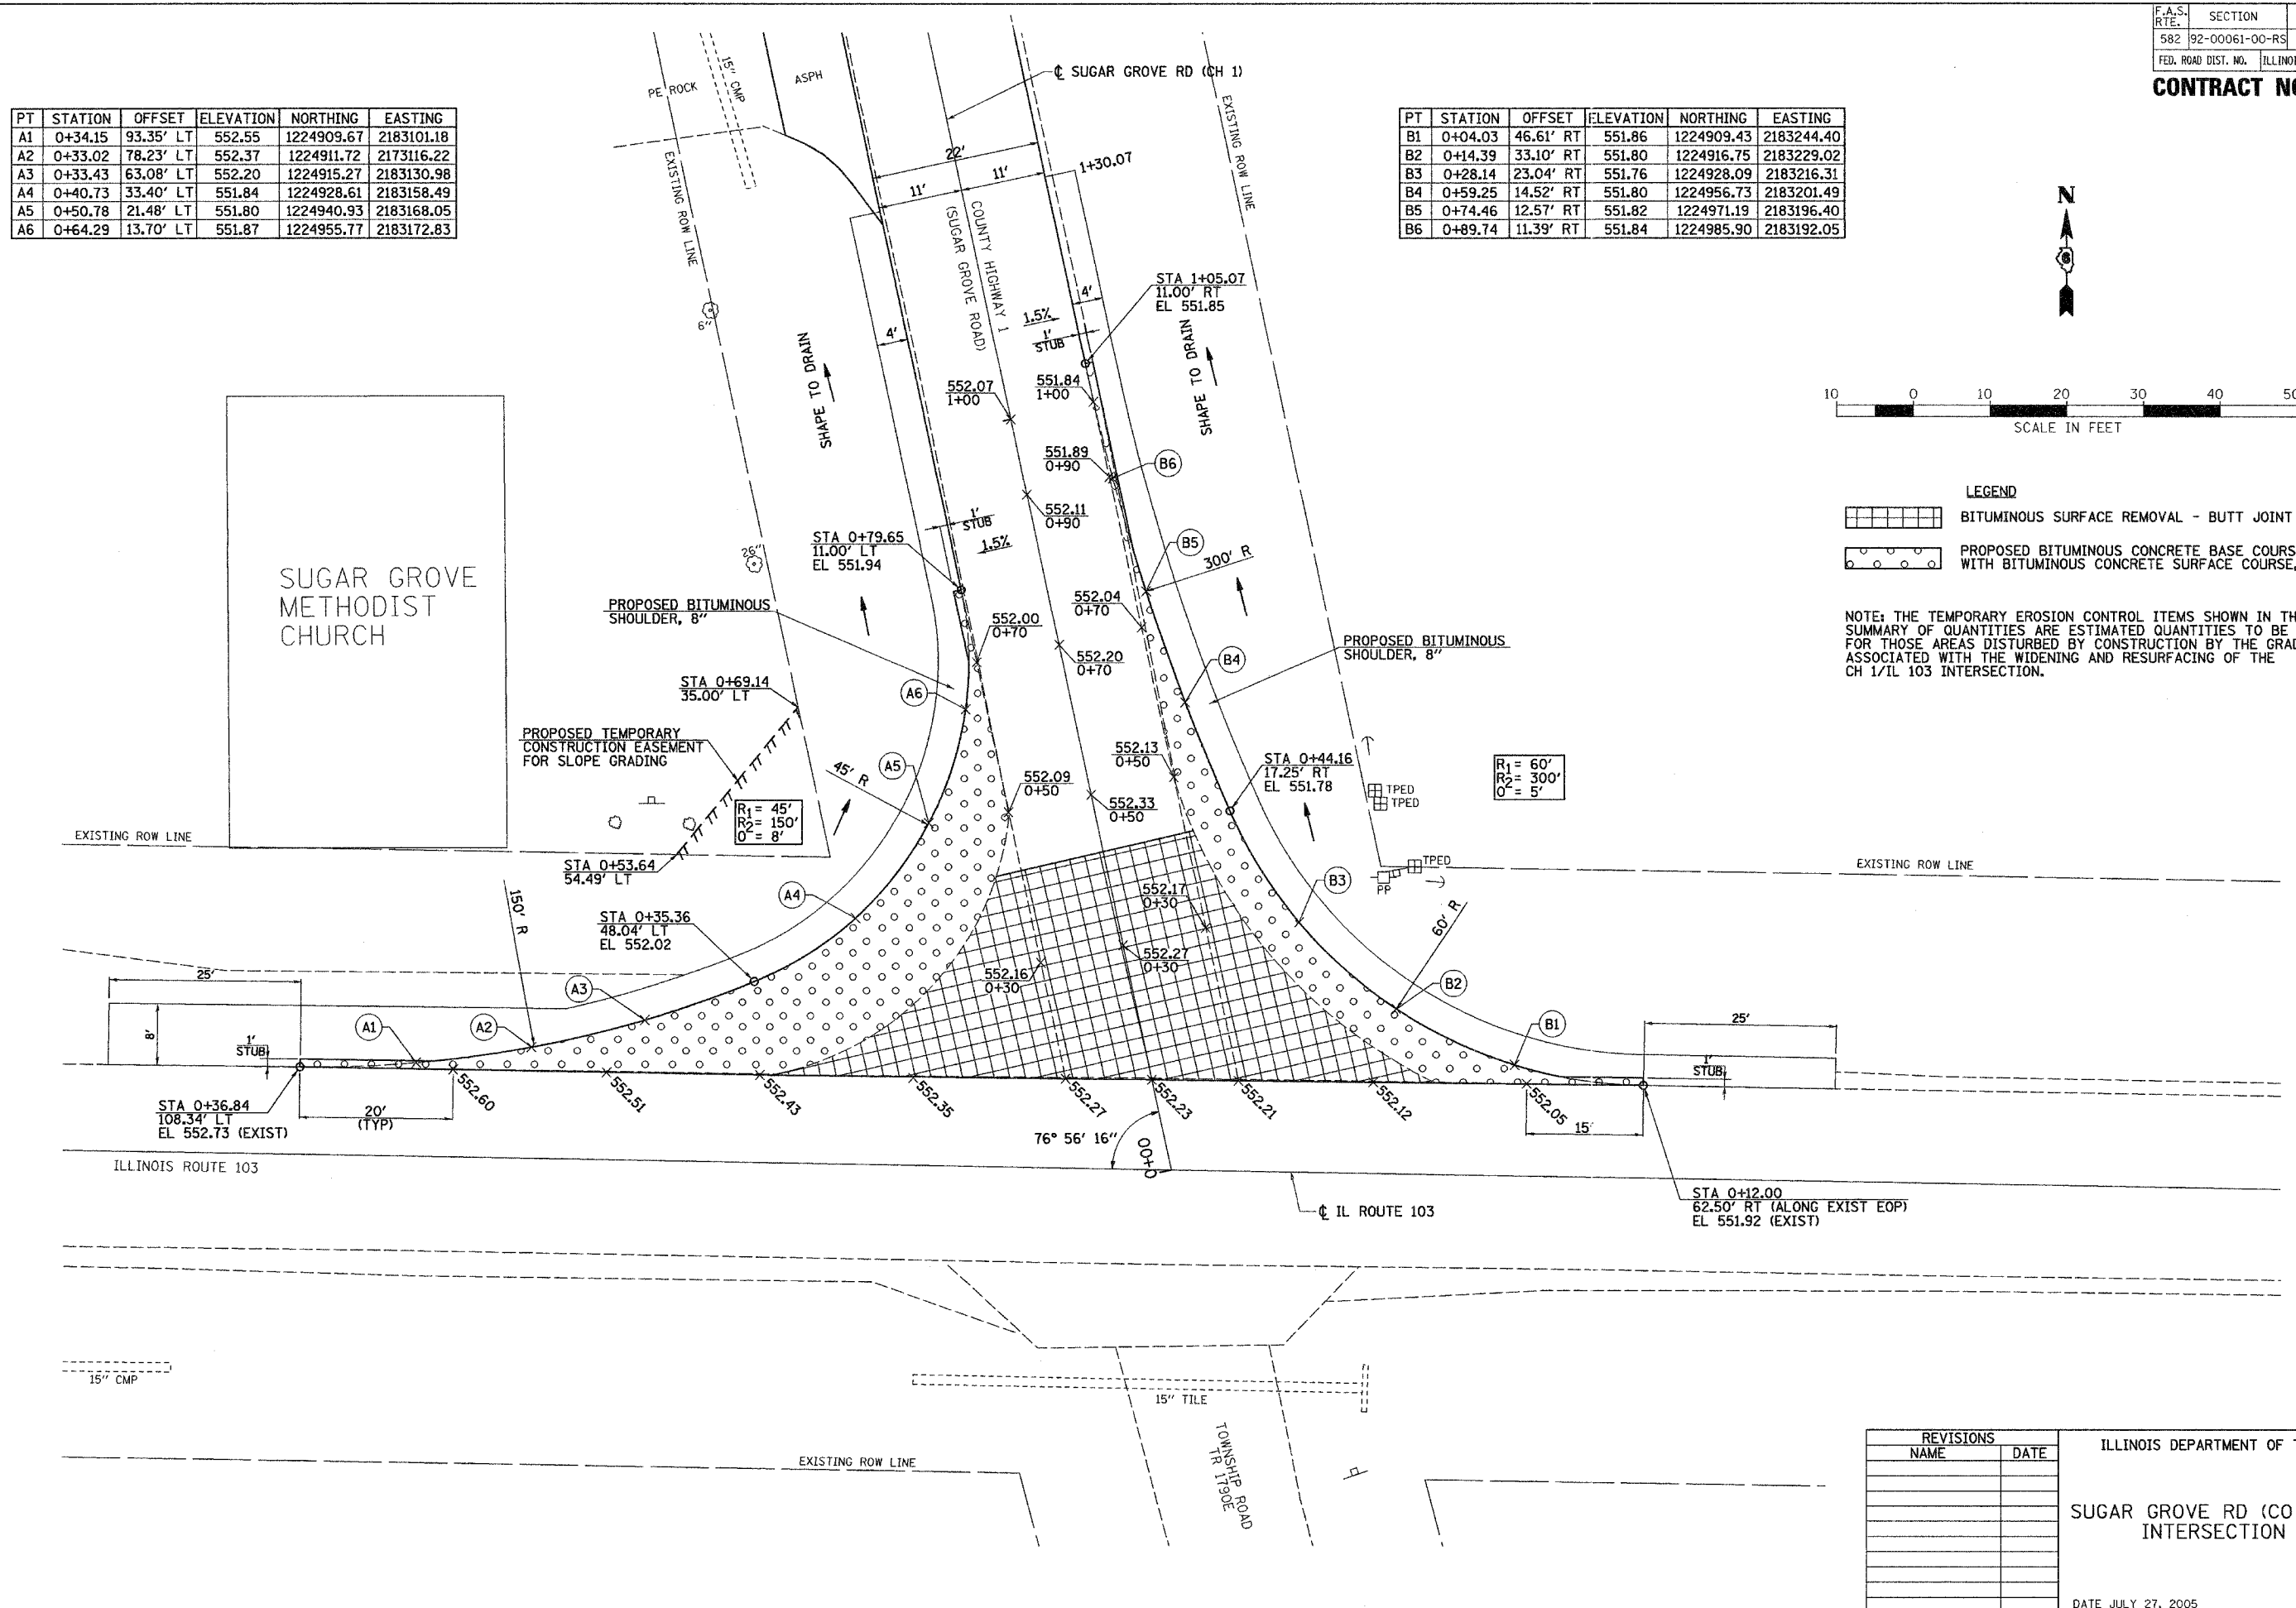 F.A.S. RTE. SECTION
582 92-00061-00-RS
FED. ROAD DIST. NO.
CONTRACT
PT STATION OFFSET ELEVATION NORTHING EASTING
A1 0+34.15 93.35' LT 552.55 1224909.67 2183101.18
A2 0+33.02 78.23' LT 552.37 1224911.72 2173116.22
A3 0+33.43 63.08' LT 552.20 1224915.27 2183130.98
A4 0+40.73 33.40' LT 551.84 1224928.61 2183158.49
A5 0+50.78 21.48' LT 551.80 1224940.93 2183168.05
A6 0+64.29 13.70' LT 551.87 1224955.77 2183172.83
PT STATION OFFSET ELEVATION NORTHING EASTING
B1 0+04.03 46.61' RT 551.86 1224909.43 2183244.40
B2 0+14.39 33.10' RT 551.80 1224916.75 2183229.02
B3 0+28.14 23.04' RT 551.76 1224928.09 2183216.31
B4 0+59.25 14.52' RT 551.80 1224956.73 2183201.49
B5 0+74.46 12.57' RT 551.82 1224971.19 2183196.40
B6 0+89.74 11.39' RT 551.84 1224985.90 2183192.05
PE ROCK
15" CMP
ASPH
℄ SUGAR GROVE RD (CH 1)
EXISTING ROW LINE
EXISTING ROW LINE
22'
11'
11'
1+30.07
COUNTY HIGHWAY 1
(SUGAR GROVE ROAD)
N
6
6"
4'
4'
1.5%
1'
STUB
STA 1+05.07
11.00' RT
EL 551.85
SHAPE TO DRAIN
SHAPE TO DRAIN
552.07
1+00
551.84
1+00
10 0 10 20 30 40
SCALE IN FEET
551.89
0+90
B6
552.11
0+90
LEGEND
BITUMINOUS SURFACE REMOVAL - BUTT JOINT
PROPOSED BITUMINOUS CONCRETE BASE
WITH BITUMINOUS CONCRETE SURFACE COURSE,
1'
STUB
1.5%
STA 0+79.65
11.00' LT
EL 551.94
26"
SUGAR GROVE
METHODIST
CHURCH
B5
300' R
PROPOSED BITUMINOUS
SHOULDER, 8"
552.00
0+70
552.04
0+70
552.20
0+70
PROPOSED BITUMINOUS
SHOULDER, 8"
NOTE: THE TEMPORARY EROSION CONTROL ITEMS SHOWN IN
SUMMARY OF QUANTITIES ARE ESTIMATED QUANTITIES TO BE
FOR THOSE AREAS DISTURBED BY CONSTRUCTION BY THE
ASSOCIATED WITH THE WIDENING AND RESURFACING OF THE
CH 1/IL 103 INTERSECTION.
B4
STA 0+69.14
35.00' LT
A6
PROPOSED TEMPORARY
CONSTRUCTION EASEMENT
FOR SLOPE GRADING
45' R
A5
552.09
0+50
552.13
0+50
552.33
0+50
STA 0+44.16
17.25' RT
EL 551.78
R1= 60'
R2= 300'
O = 5'
TPED
TPED
R1= 45'
R2= 150'
O = 8'
EXISTING ROW LINE
STA 0+53.64
54.49' LT
TPED
PP
EXISTING ROW LINE
B3
552.17
0+30
A4
150' R
STA 0+35.36
48.04' LT
EL 552.02
60' R
552.27
0+30
552.16
0+30
25'
A3
B2
8'
A1
A2
B1
25'
1'
STUB
1'
STUB
552.60
552.51
552.43
552.35
552.27
552.23
552.21
552.12
552.05
STA 0+36.84
108.34' LT
EL 552.73 (EXIST)
20'
(TYP)
15'
76° 56' 16"
0+00
ILLINOIS ROUTE 103
℄ IL ROUTE 103
STA 0+12.00
62.50' RT (ALONG EXIST EOP)
EL 551.92 (EXIST)
15" CMP
15" TILE
TOWNSHIP ROAD
TR 1790E
EXISTING ROW LINE
REVISIONS
NAME DATE
ILLINOIS DEPARTMENT OF
SUGAR GROVE RD
INTERSECTION
DATE JULY 27, 2005